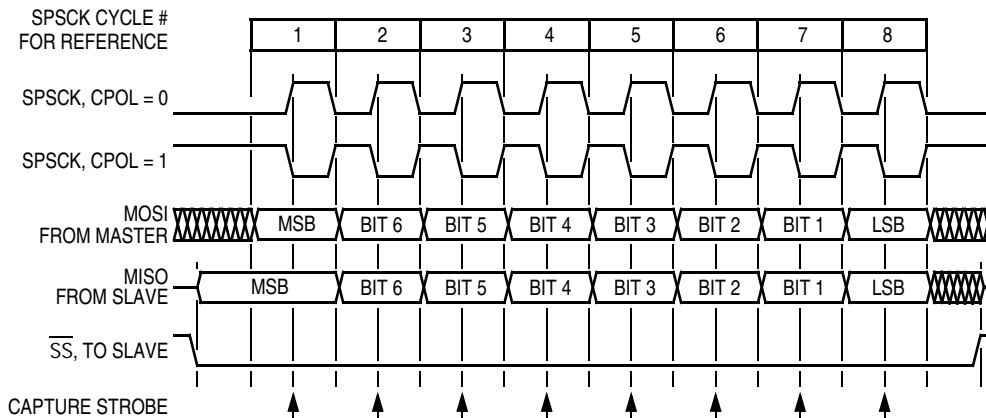 SPSCK CYCLE #
FOR REFERENCE
1 2 3 4 5 6 7 8
SPSCK, CPOL = 0
SPSCK, CPOL = 1
MOSI
FROM MASTER
MSB BIT 6 BIT 5 BIT 4 BIT 3 BIT 2 BIT 1 LSB
MISO
FROM SLAVE
MSB BIT 6 BIT 5 BIT 4 BIT 3 BIT 2 BIT 1 LSB
SS, TO SLAVE
CAPTURE STROBE